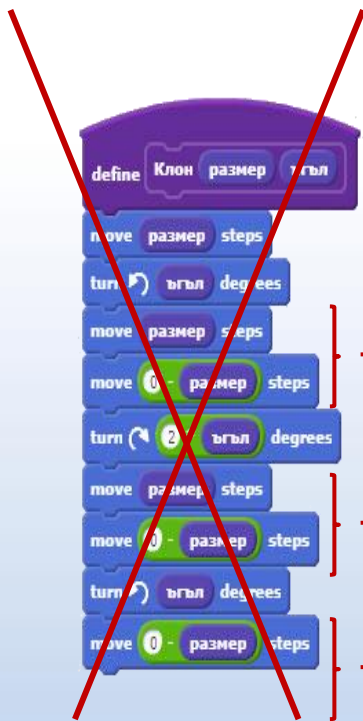 define Клон размер ъгъл
move размер steps
turn ъгъл degrees
move размер steps
move 0 - размер steps
turn 2 ъгъл degrees
move размер steps
move 0 - размер steps
turn ъгъл degrees
move 0 - размер steps